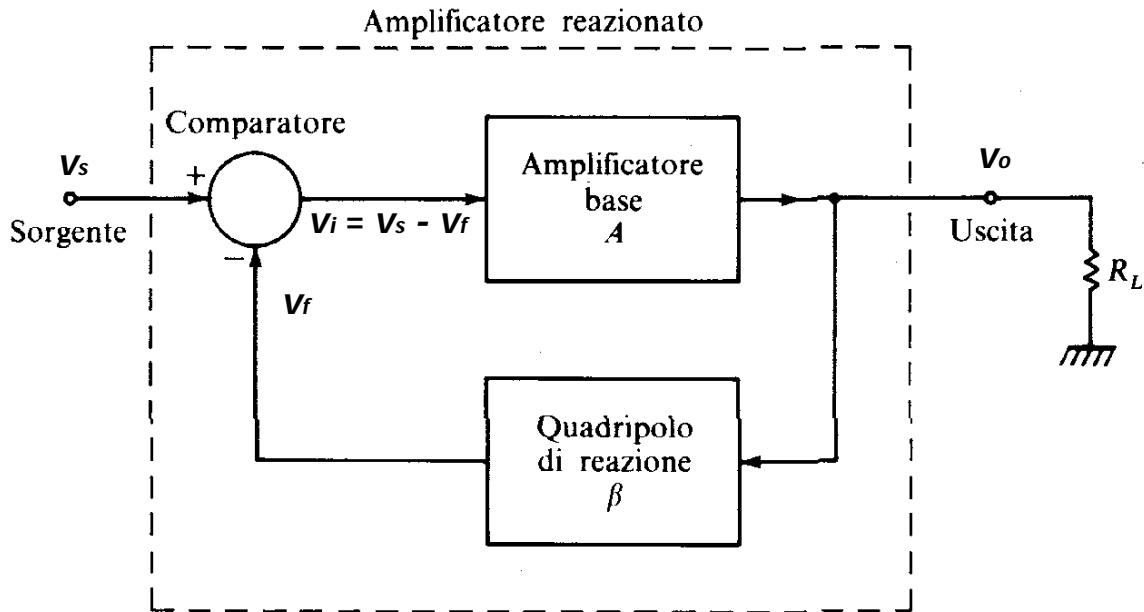 Amplificatore reazionato
Comparatore
Vs
+
Sorgente
Vi = Vs - Vf
−
Vf
Amplificatore
base
A
Vo
Uscita
RL
Quadripolo
di reazione
β